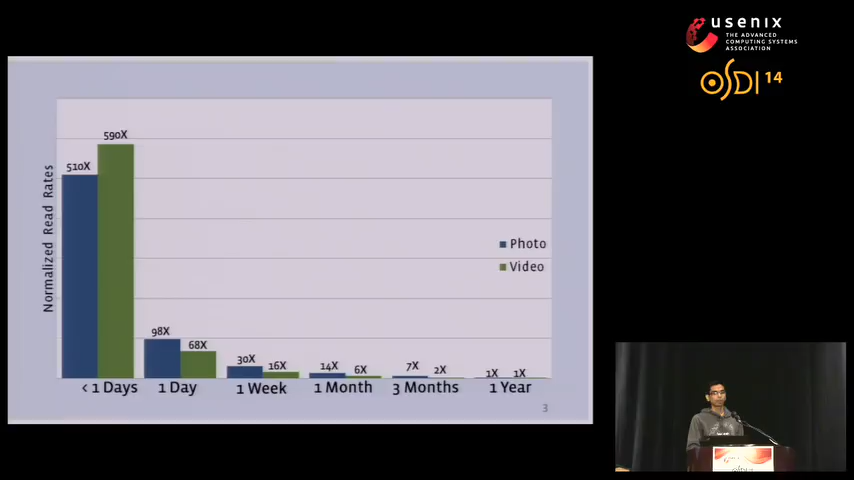 usenix
THE ADVANCED
COMPUTING SYSTEMS
ASSOCIATION
OSDI 14
Normalized Read Rates
510X
590X
98X
68X
30X
16X
14X
6X
7X
2X
1X
1X
Photo
Video
< 1 Days
1 Day
1 Week
1 Month
3 Months
1 Year
3
OSDI